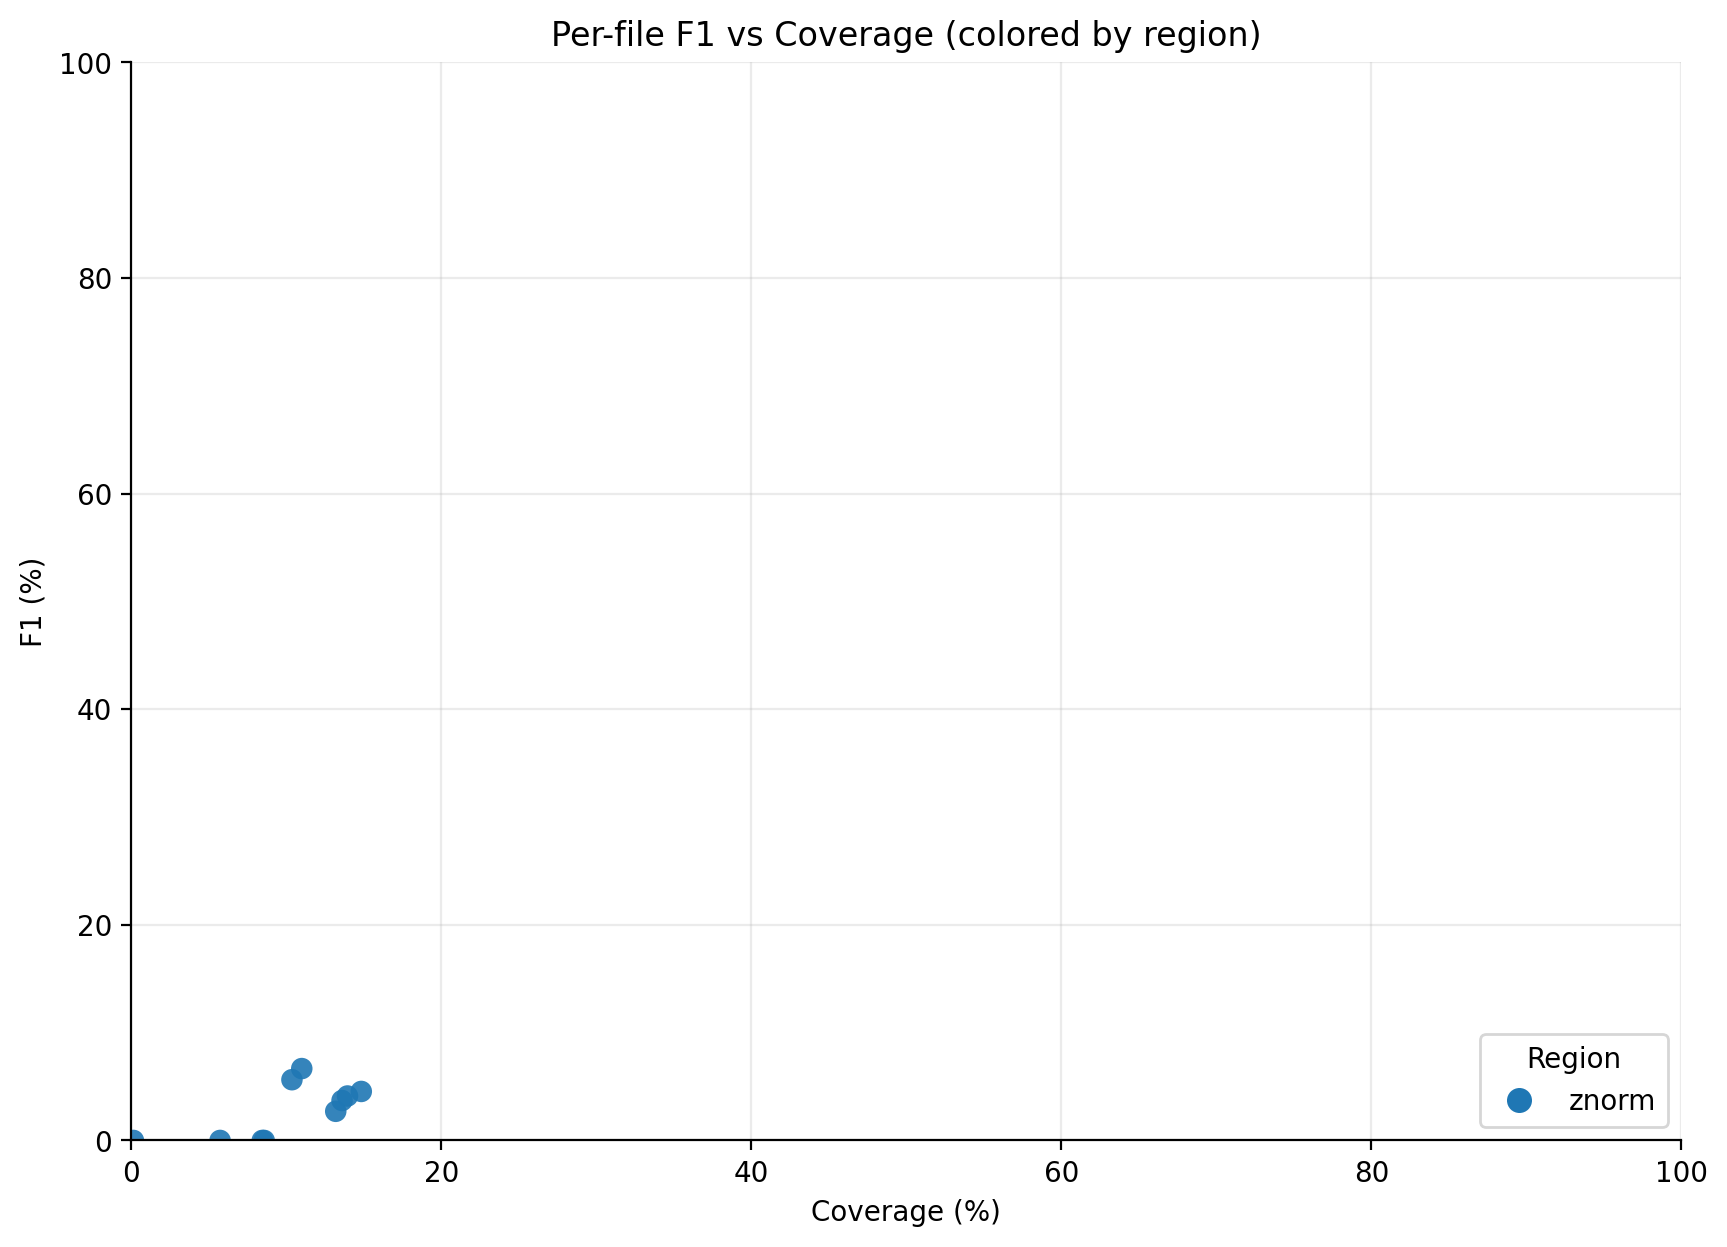 Per-file F1 vs Coverage (colored by region)
100
80
60
40
20
0
F1 (%)
0 20 40 60 80 100
Coverage (%)
Region
znorm